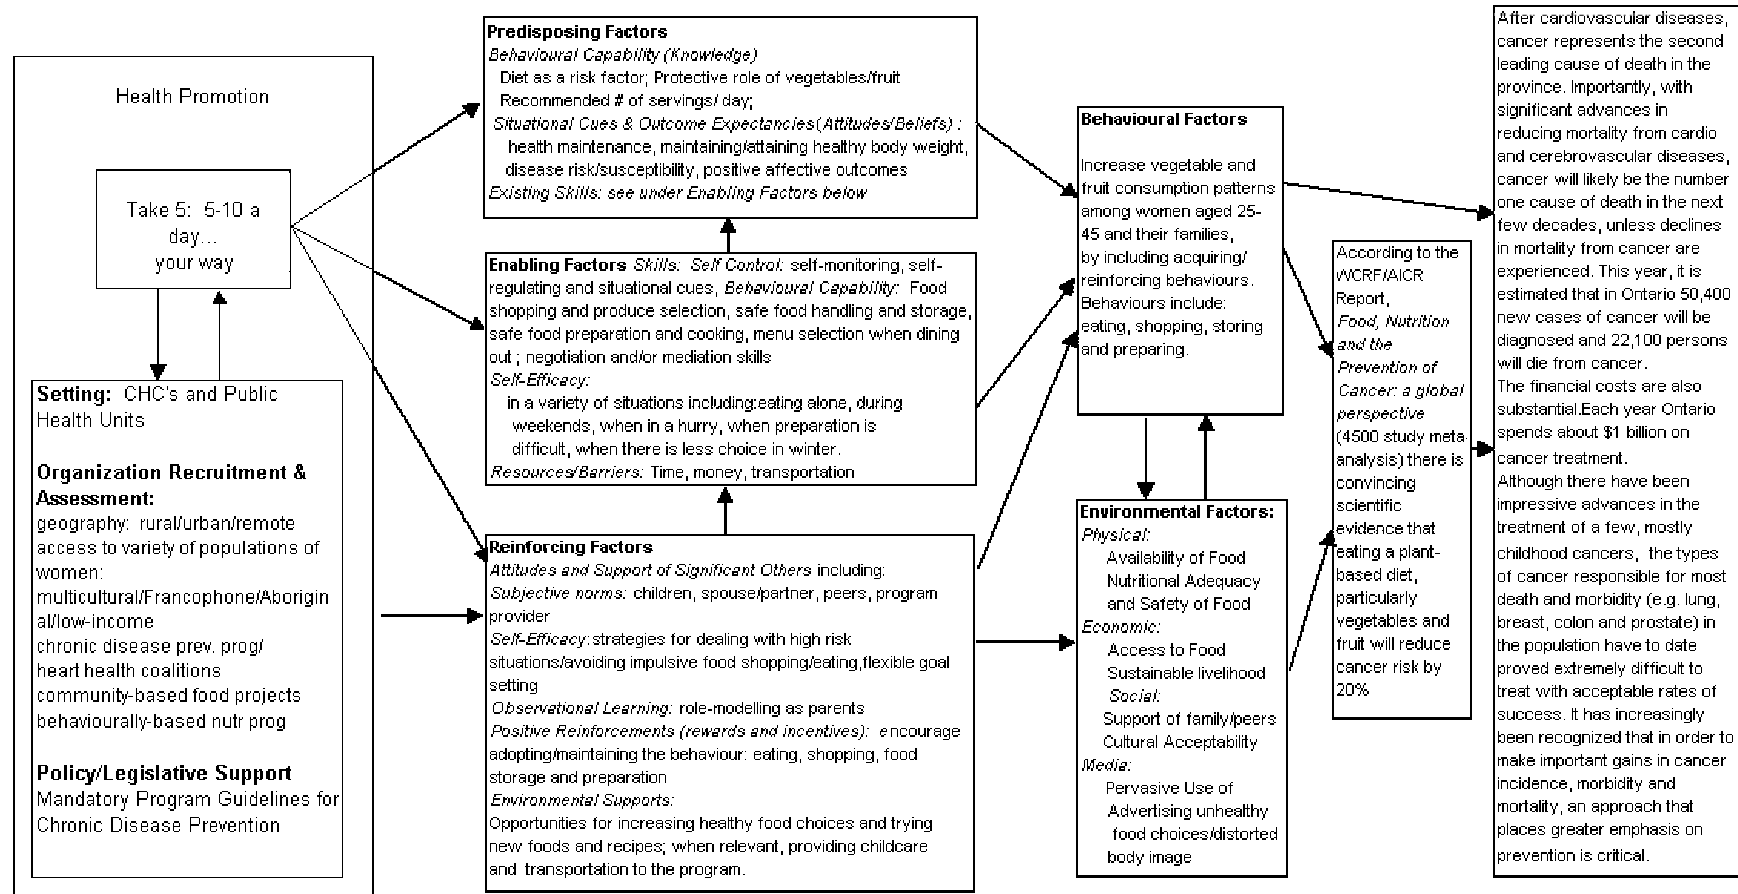 Health Promotion
Take 5:  5-10 a
day...
your way
Setting:  CHC's and Public
Health Units
Organization Recruitment &
Assessment:
geography:  rural/urban/remote
access to variety of populations of
women:
multicultural/Francophone/Aborigin
al/low-income
chronic disease prev. prog/
heart health coalitions
community-based food projects
behaviourally-based nutr prog
Policy/Legislative Support
Mandatory Program Guidelines for
Chronic Disease Prevention
Predisposing Factors
Behavioural Capability (Knowledge)
Diet as a risk factor; Protective role of vegetables/fruit
Recommended # of servings/ day;
Situational Cues & Outcome Expectancies(Attitudes/Beliefs) :
health maintenance, maintaining/attaining healthy body weight,
disease risk/susceptibility, positive affective outcomes
Existing Skills: see under Enabling Factors below
Enabling Factors Skills:  Self Control: self-monitoring, self-
regulating and situational cues, Behavioural Capability:  Food
shopping and produce selection, safe food handling and storage,
safe food preparation and cooking, menu selection when dining
out ; negotiation and/or mediation skills
Self-Efficacy:
in a variety of situations including:eating alone, during
weekends, when in a hurry, when preparation is
difficult, when there is less choice in winter.
Resources/Barriers: Time, money, transportation
Reinforcing Factors
Attitudes and Support of Significant Others including:
Subjective norms: children, spouse/partner, peers, program
provider
Self-Efficacy:strategies for dealing with high risk
situations/avoiding impulsive food shopping/eating,flexible goal
setting
Observational Learning: role-modelling as parents
Positive Reinforcements (rewards and incentives):  encourage
adopting/maintaining the behaviour: eating, shopping, food
storage and preparation
Environmental Supports:
Opportunities for increasing healthy food choices and trying
new foods and recipes; when relevant, providing childcare
and transportation to the program.
Behavioural Factors
Increase vegetable and
fruit consumption patterns
among women aged 25-
45 and their families,
by including acquiring/
reinforcing behaviours.
Behaviours include:
eating, shopping, storing
and preparing.
Environmental Factors:
Physical:
Availability of Food
Nutritional Adequacy
and Safety of Food
Economic:
Access to Food
Sustainable livelihood
Social:
Support of family/peers
Cultural Acceptability
Media:
Pervasive Use of
Advertising unhealthy
food choices/distorted
body image
According to the
WCRF/AICR
Report,
Food, Nutrition
and the
Prevention of
Cancer: a global
perspective
(4500 study meta-
analysis) there is
convincing
scientific
evidence that
eating a plant-
based diet,
particularly
vegetables and
fruit will reduce
cancer risk by
20%
After cardiovascular diseases,
cancer represents the second
leading cause of death in the
province. Importantly, with
significant advances in
reducing mortality from cardio
and cerebrovascular diseases,
cancer will likely be the number
one cause of death in the next
few decades, unless declines
in mortality from cancer are
experienced. This year, it is
estimated that in Ontario 50,400
new cases of cancer will be
diagnosed and 22,100 persons
will die from cancer.
The financial costs are also
substantial.Each year Ontario
spends about $1 billion on
cancer treatment.
Although there have been
impressive advances in the
treatment of a few, mostly
childhood cancers,  the types
of cancer responsible for most
death and morbidity (e.g. lung,
breast, colon and prostate) in
the population have to date
proved extremely difficult to
treat with acceptable rates of
success. It has increasingly
been recognized that in order to
make important gains in cancer
incidence, morbidity and
mortality, an approach that
places greater emphasis on
prevention is critical.